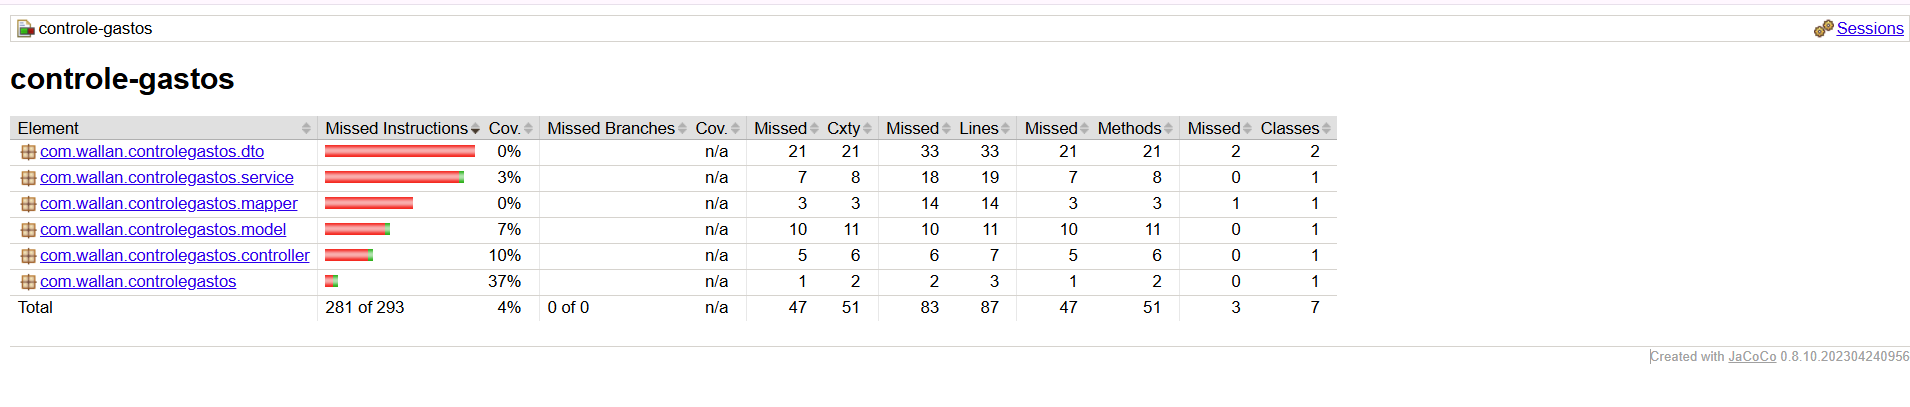 controle-gastos Sessions
controle-gastos
Element Missed Instructions Cov. Missed Branches Cov. Missed Cxty Missed Lines Missed Methods Missed Classes
com.wallan.controlegastos.dto 0% n/a 21 21 33 33 21 21 2 2
com.wallan.controlegastos.service 3% n/a 7 8 18 19 7 8 0 1
com.wallan.controlegastos.mapper 0% n/a 3 3 14 14 3 3 1 1
com.wallan.controlegastos.model 7% n/a 10 11 10 11 10 11 0 1
com.wallan.controlegastos.controller 10% n/a 5 6 6 7 5 6 0 1
com.wallan.controlegastos 37% n/a 1 2 2 3 1 2 0 1
Total 281 of 293 4% 0 of 0 n/a 47 51 83 87 47 51 3 7
Created with JaCoCo 0.8.10.202304240956